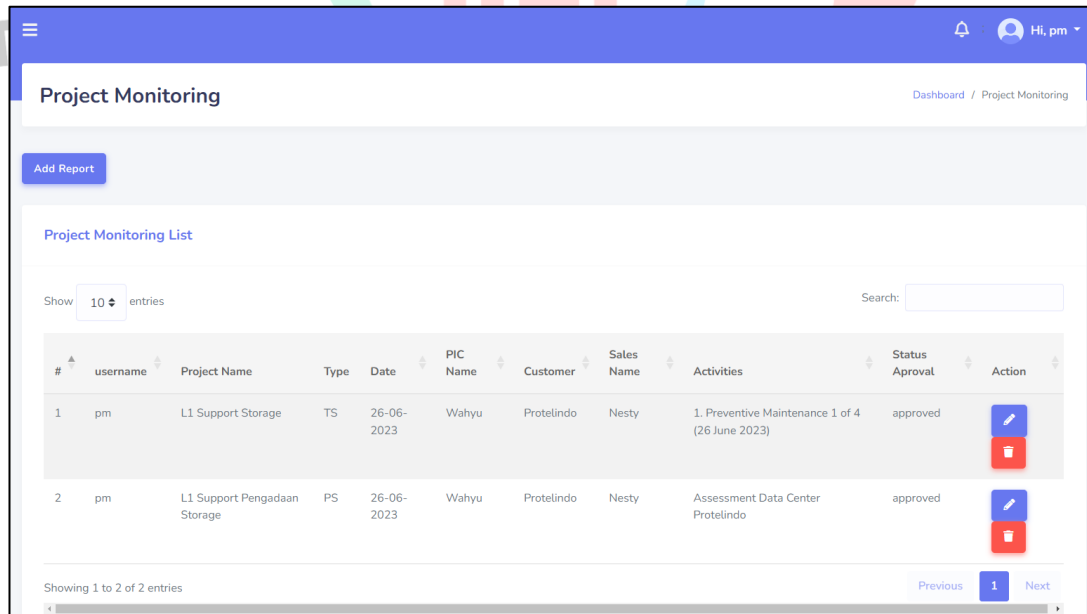 Hi, pm
Project Monitoring
Dashboard / Project Monitoring
Add Report
Project Monitoring List
Show 10 entries
Search:
# username Project Name Type Date PIC Name Customer Sales Name Activities Status Aproval Action
1 pm L1 Support Storage TS 26-06-2023 Wahyu Protelindo Nesty 1. Preventive Maintenance 1 of 4 (26 June 2023) approved
2 pm L1 Support Pengadaan Storage PS 26-06-2023 Wahyu Protelindo Nesty Assessment Data Center Protelindo approved
Showing 1 to 2 of 2 entries
Previous 1 Next